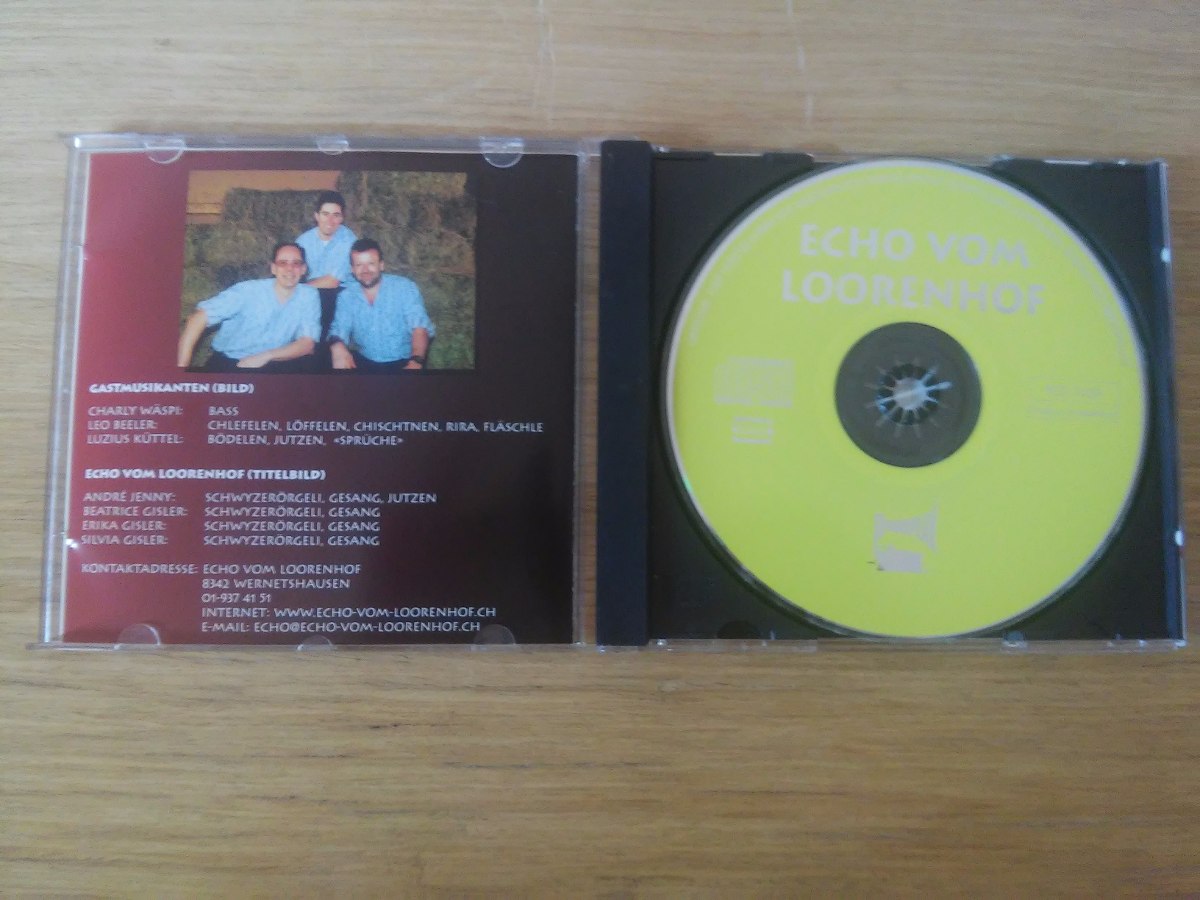 GASTMUSIKANTEN (BILD)
CHARLY WÄSPI: BASS
LEO BEELER: CHLEFELEN, LÖFFELEN, CHISCHTNEN, RIRA, FLÄSCHLE
LUZIUS KÜTTEL: BÖDELEN, JUTZEN, «SPRÜCHE»
ECHO VOM LOORENHOF (TITELBILD)
ANDRÉ JENNY: SCHWYZERÖRGELI, GESANG, JUTZEN
BEATRICE GISLER: SCHWYZERÖRGELI, GESANG
ERIKA GISLER: SCHWYZERÖRGELI, GESANG
SILVIA GISLER: SCHWYZERÖRGELI, GESANG
KONTAKTADRESSE: ECHO VOM LOORENHOF
8342 WERNETSHAUSEN
01-937 41 51
INTERNET: WWW.ECHO-VOM-LOORENHOF.CH
E-MAIL: ECHO@ECHO-VOM-LOORENHOF.CH
ECHO VOM
LOORENHOF